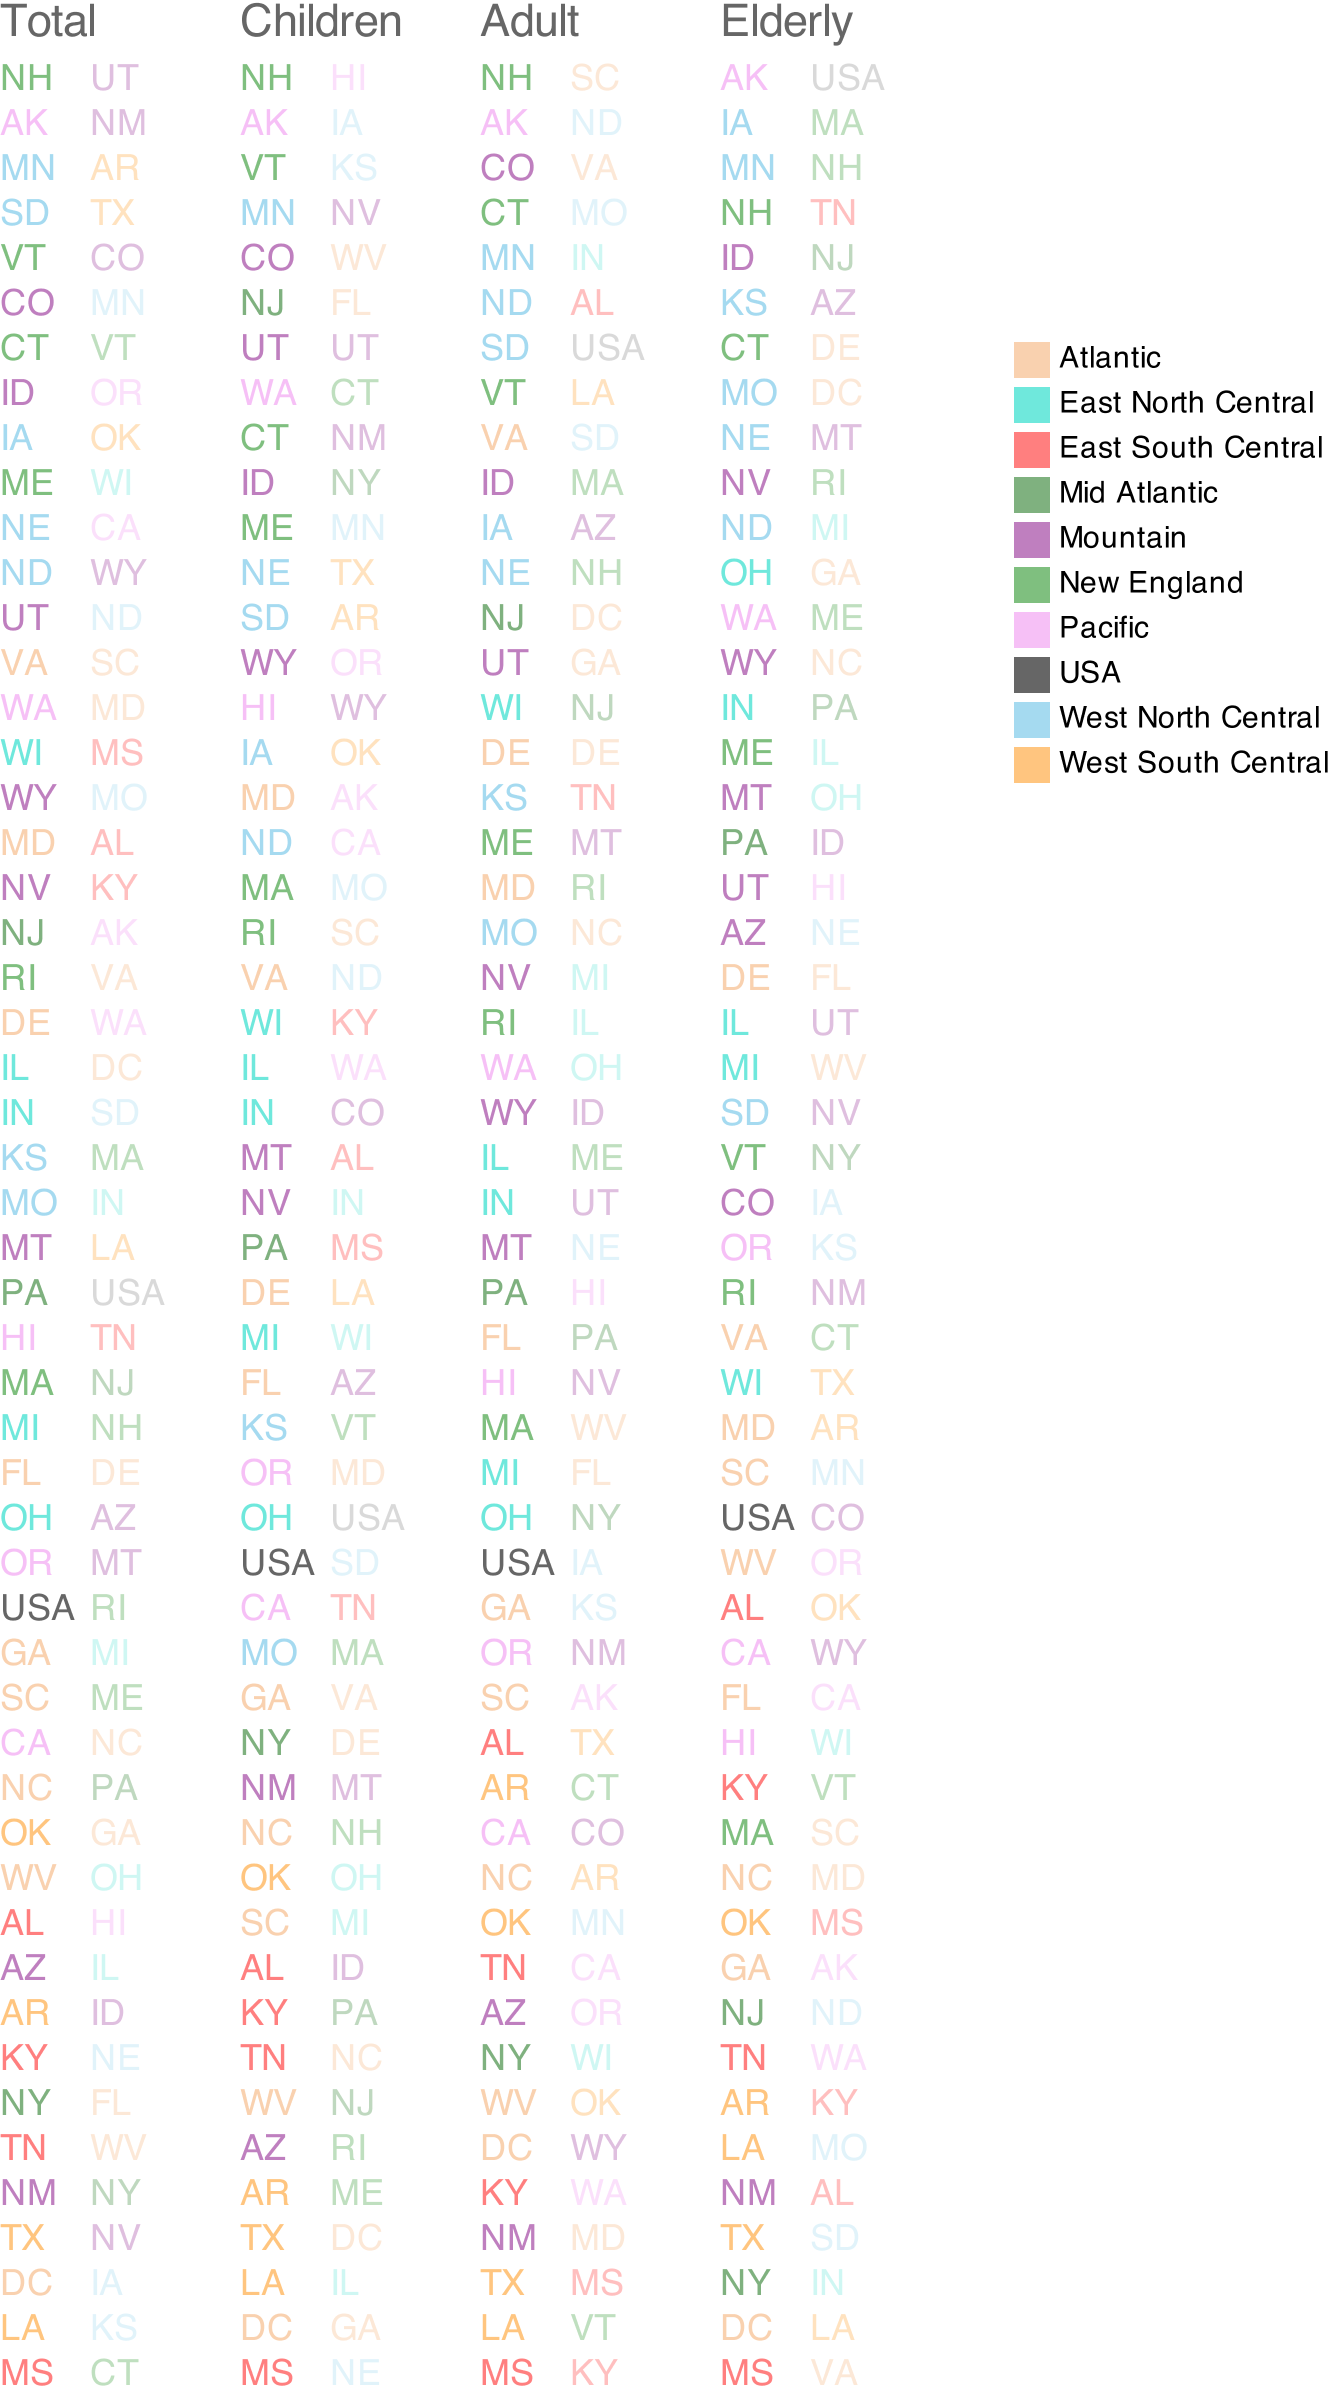 Total Children Adult Elderly
NH UT NH HI NH SC AK USA
AK NM AK IA AK ND IA MA
MN AR VT KS CO VA MN NH
SD TX MN NV CT MO NH TN
VT CO CO WV MN IN ID NJ
CO MN NJ FL ND AL KS AZ
CT VT UT UT SD USA CT DE
Atlantic
ID OR WA CT VT LA MO DC
East North Central
IA OK CT NM VA SD NE MT
East South Central
ME WI ID NY ID MA NV RI
Mid Atlantic
NE CA ME MN IA AZ ND MI
Mountain
ND WY NE TX NE NH OH GA
New England
UT ND SD AR NJ DC WA ME
Pacific
VA SC WY OR UT GA WY NC
USA
WA MD HI WY WI NJ IN PA
West North Central
WI MS IA OK DE DE ME IL
West South Central
WY MO MD AK KS TN MT OH
MD AL ND CA ME MT PA ID
NV KY MA MO MD RI UT HI
NJ AK RI SC MO NC AZ NE
RI VA VA ND NV MI DE FL
DE WA WI KY RI IL IL UT
IL DC IL WA WA OH MI WV
IN SD IN CO WY ID SD NV
KS MA MT AL IL ME VT NY
MO IN NV IN IN UT CO IA
MT LA PA MS MT NE OR KS
PA USA DE LA PA HI RI NM
HI TN MI WI FL PA VA CT
MA NJ FL AZ HI NV WI TX
MI NH KS VT MA WV MD AR
FL DE OR MD MI FL SC MN
OH AZ OH USA OH NY USA CO
OR MT USA SD USA IA WV OR
USA RI CA TN GA KS AL OK
GA MI MO MA OR NM CA WY
SC ME GA VA SC AK FL CA
CA NC NY DE AL TX HI WI
NC PA NM MT AR CT KY VT
OK GA NC NH CA CO MA SC
WV OH OK OH NC AR NC MD
AL HI SC MI OK MN OK MS
AZ IL AL ID TN CA GA AK
AR ID KY PA AZ OR NJ ND
KY NE TN NC NY WI TN WA
NY FL WV NJ WV OK AR KY
TN WV AZ RI DC WY LA MO
NM NY AR ME KY WA NM AL
TX NV TX DC NM MD TX SD
DC IA LA IL TX MS NY IN
LA KS DC GA LA VT DC LA
MS CT MS NE MS KY MS VA